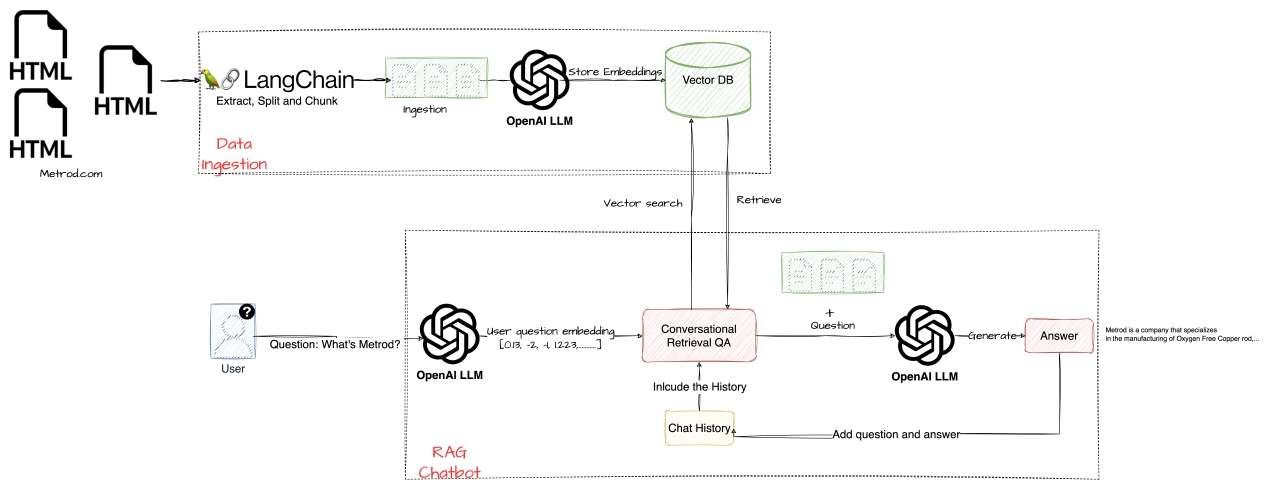 HTML
HTML
HTML
Metrod.com
LangChain
Extract, Split and Chunk
Ingestion
OpenAI LLM
Store Embeddings
Vector DB
Data
Ingestion
Vector search
Retrieve
?
User
Question: What's Metrod?
OpenAI LLM
User question embedding
[0.13, -2, -1, 1.223,........]
Conversational
Retrieval QA
+
Question
OpenAI LLM
Generate
Answer
Metrod is a company that specializes
in the manufacturing of Oxygen Free Copper rod,...
Inlcude the History
Chat History
Add question and answer
RAG
Chatbot